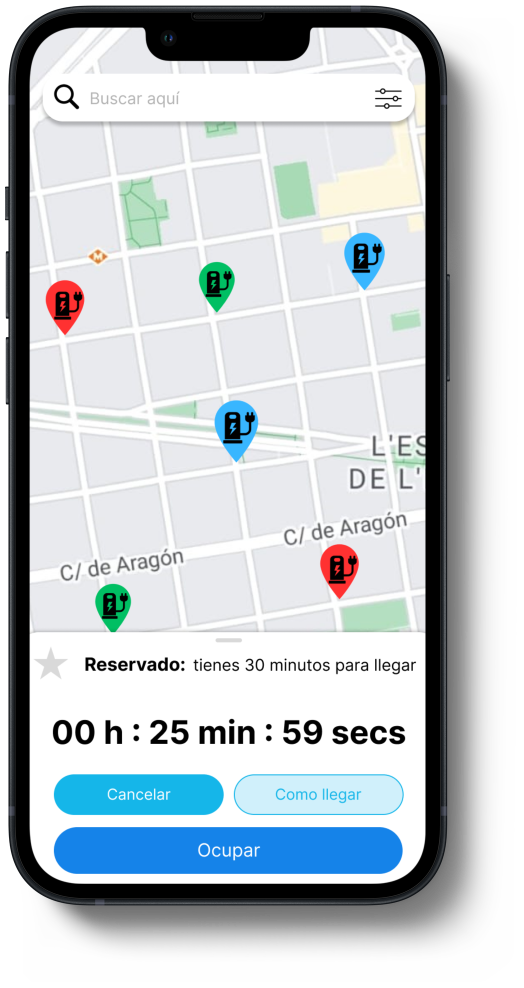 Buscar aquí
M
L'ES
DE L'
C/ de Aragón
C/ de Aragón
Reservado: tienes 30 minutos para llegar
00 h : 25 min : 59 secs
Cancelar
Como llegar
Ocupar